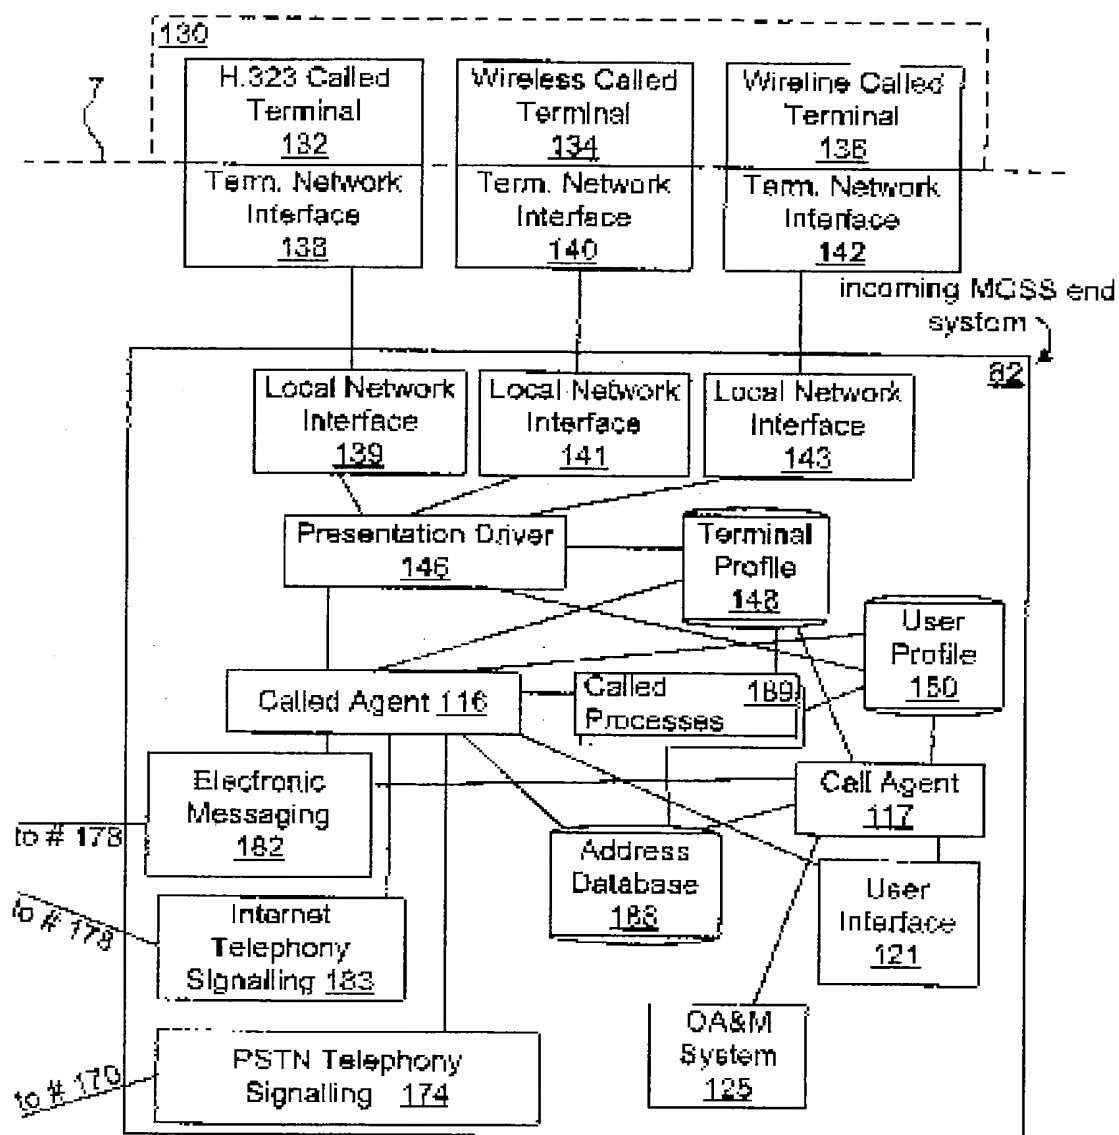 130
H.323 Called
Terminal
132
Wireless Called
Terminal
134
Wireline Called
Terminal
136
7
Term. Network
Interface
138
Term. Network
Interface
140
Term. Network
Interface
142
incoming MCSS end
system
62
Local Network
Interface
139
Local Network
Interface
141
Local Network
Interface
143
Presentation Driver
146
Terminal
Profile
148
User
Profile
150
Called Agent 116
Called
Processes
189
Electronic
Messaging
182
Call Agent
117
to # 178
Address
Database
188
User
Interface
121
to # 178
Internet
Telephony
Signalling 183
OA&M
System
125
PSTN Telephony
Signalling 174
to # 170